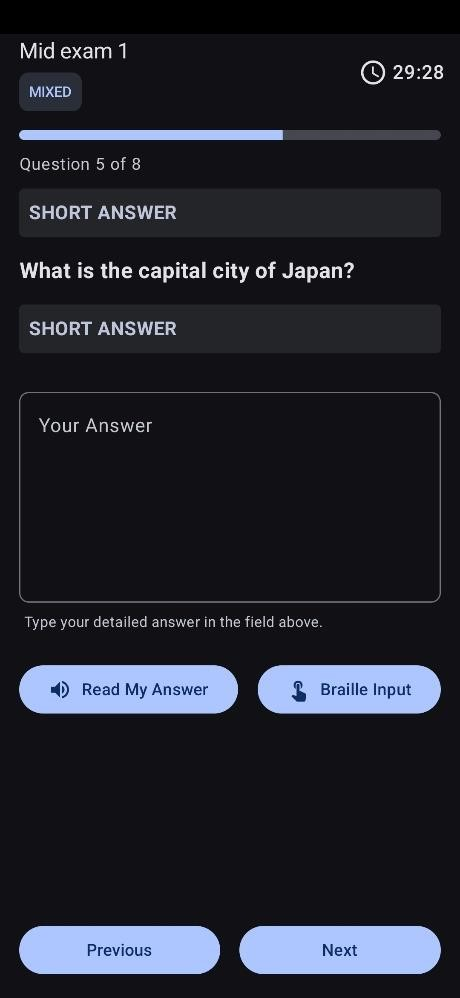 Mid exam 1
29:28
MIXED
Question 5 of 8
SHORT ANSWER
What is the capital city of Japan?
SHORT ANSWER
Your Answer
Type your detailed answer in the field above.
Read My Answer
Braille Input
Previous
Next